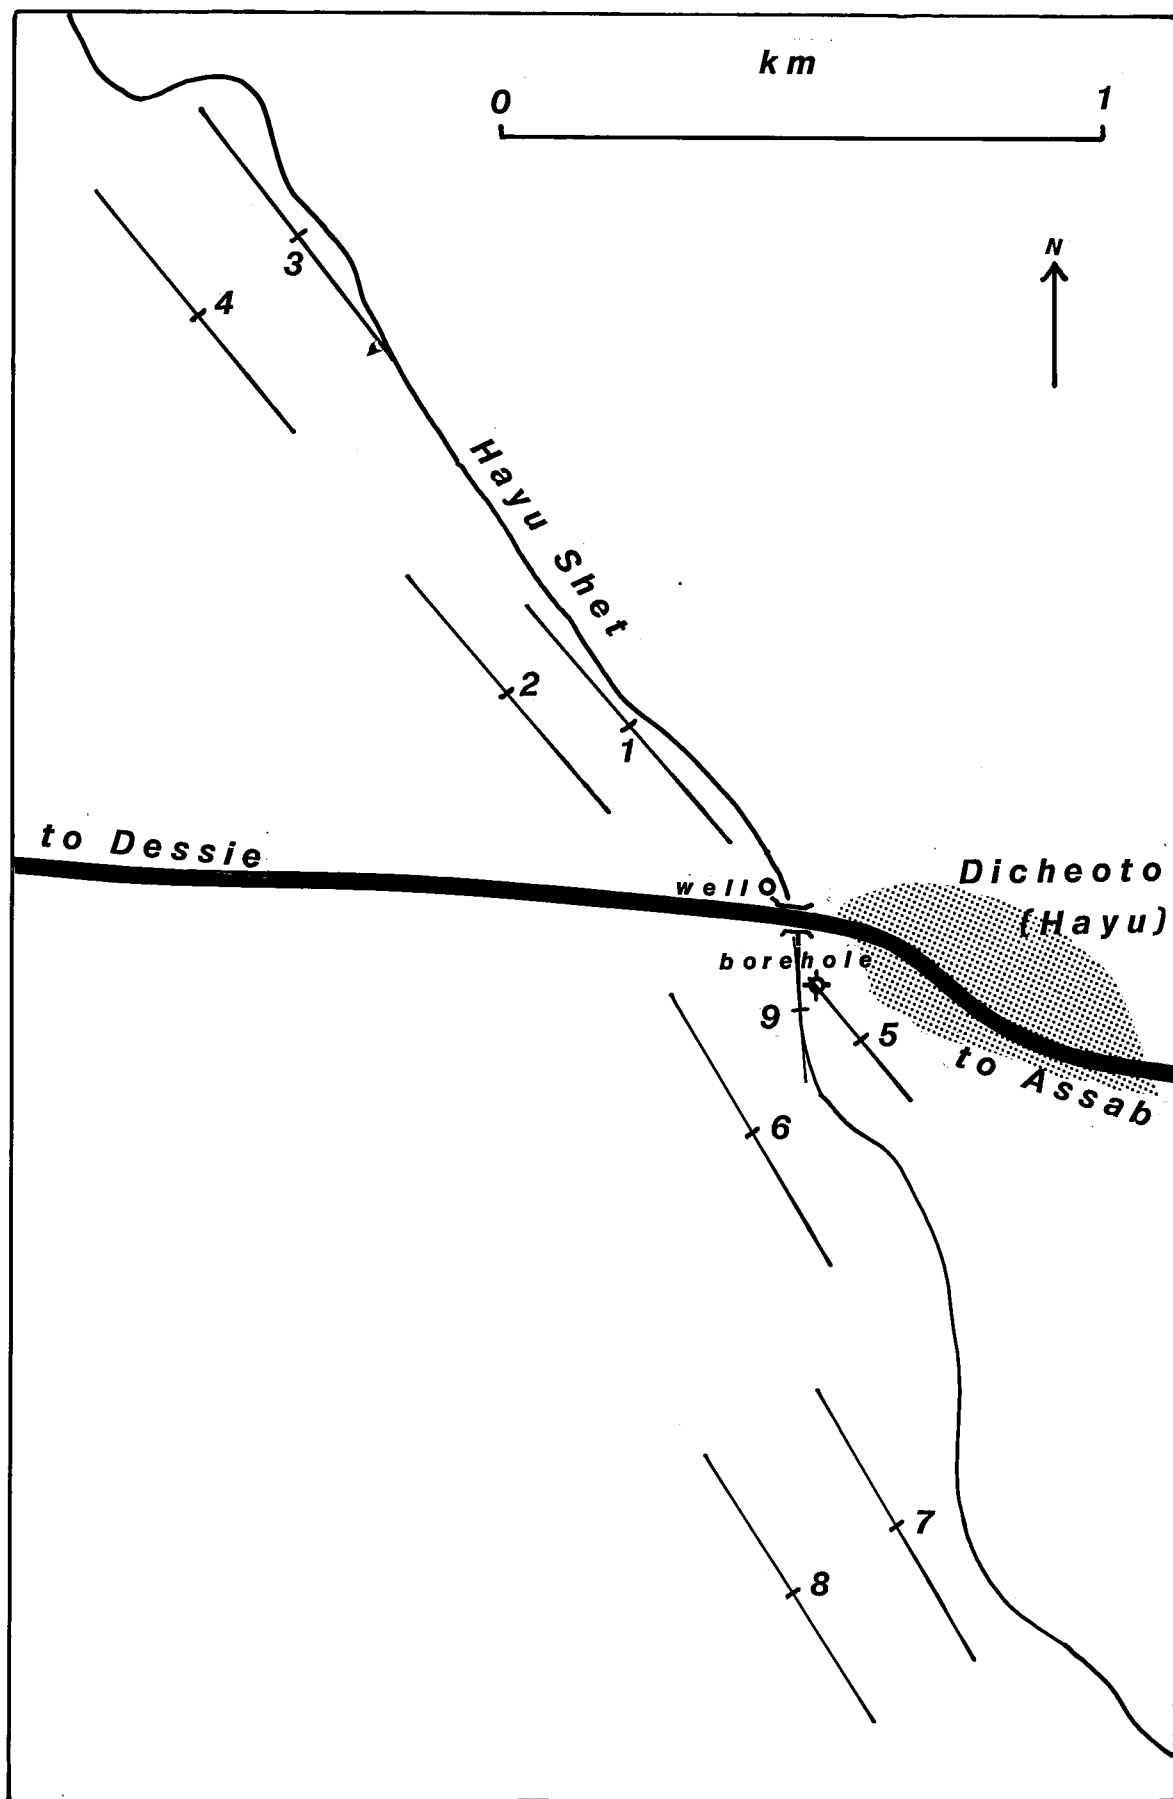 km
0 1
N
3
4
Hayu Shet
2
1
to Dessie
well
Dicheoto
(Hayu)
borehole
9
5
to Assab
6
7
8